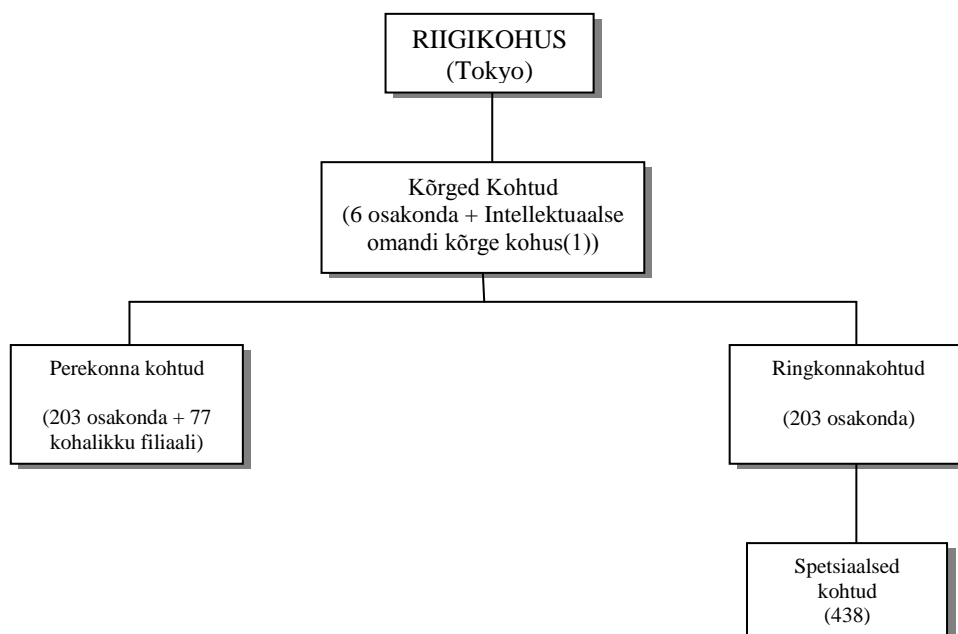 RIIGIKOHUS
(Tokyo)
Kõrged Kohtud
(6 osakonda + Intellektuaalse
omandi kõrge kohus(1))
Perekonna kohtud
(203 osakonda + 77
kohalikku filiaali)
Ringkonnakohtud
(203 osakonda)
Spetsiaalsed
kohtud
(438)